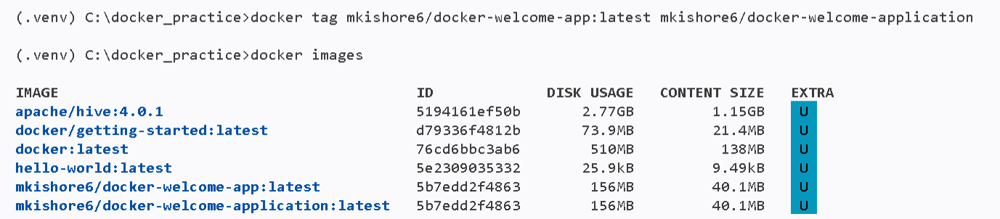 (.venv) C:\docker_practice>docker tag mkishore6/docker-welcome-app:latest mkishore6/docker-welcome-application
(.venv) C:\docker_practice>docker images
IMAGE ID DISK USAGE CONTENT SIZE EXTRA
apache/hive:4.0.1 5194161ef50b 2.77GB 1.15GB U
docker/getting-started:latest d79336f4812b 73.9MB 21.4MB U
docker:latest 76cd6bbc3ab6 510MB 138MB U
hello-world:latest 5e2309035332 25.9kB 9.49kB U
mkishore6/docker-welcome-app:latest 5b7edd2f4863 156MB 40.1MB U
mkishore6/docker-welcome-application:latest 5b7edd2f4863 156MB 40.1MB U